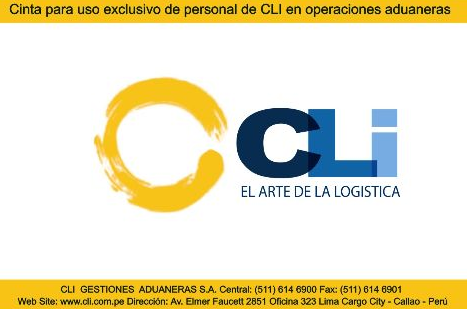 Cinta para uso exclusivo de personal de CLI en operaciones aduaneras
CLi
EL ARTE DE LA LOGISTICA
CLI GESTIONES ADUANERAS S.A. Central: (511) 614 6900 Fax: (511) 614 6901
Web Site: www.cli.com.pe Dirección: Av. Elmer Faucett 2851 Oficina 323 Lima Cargo City - Callao - Perú